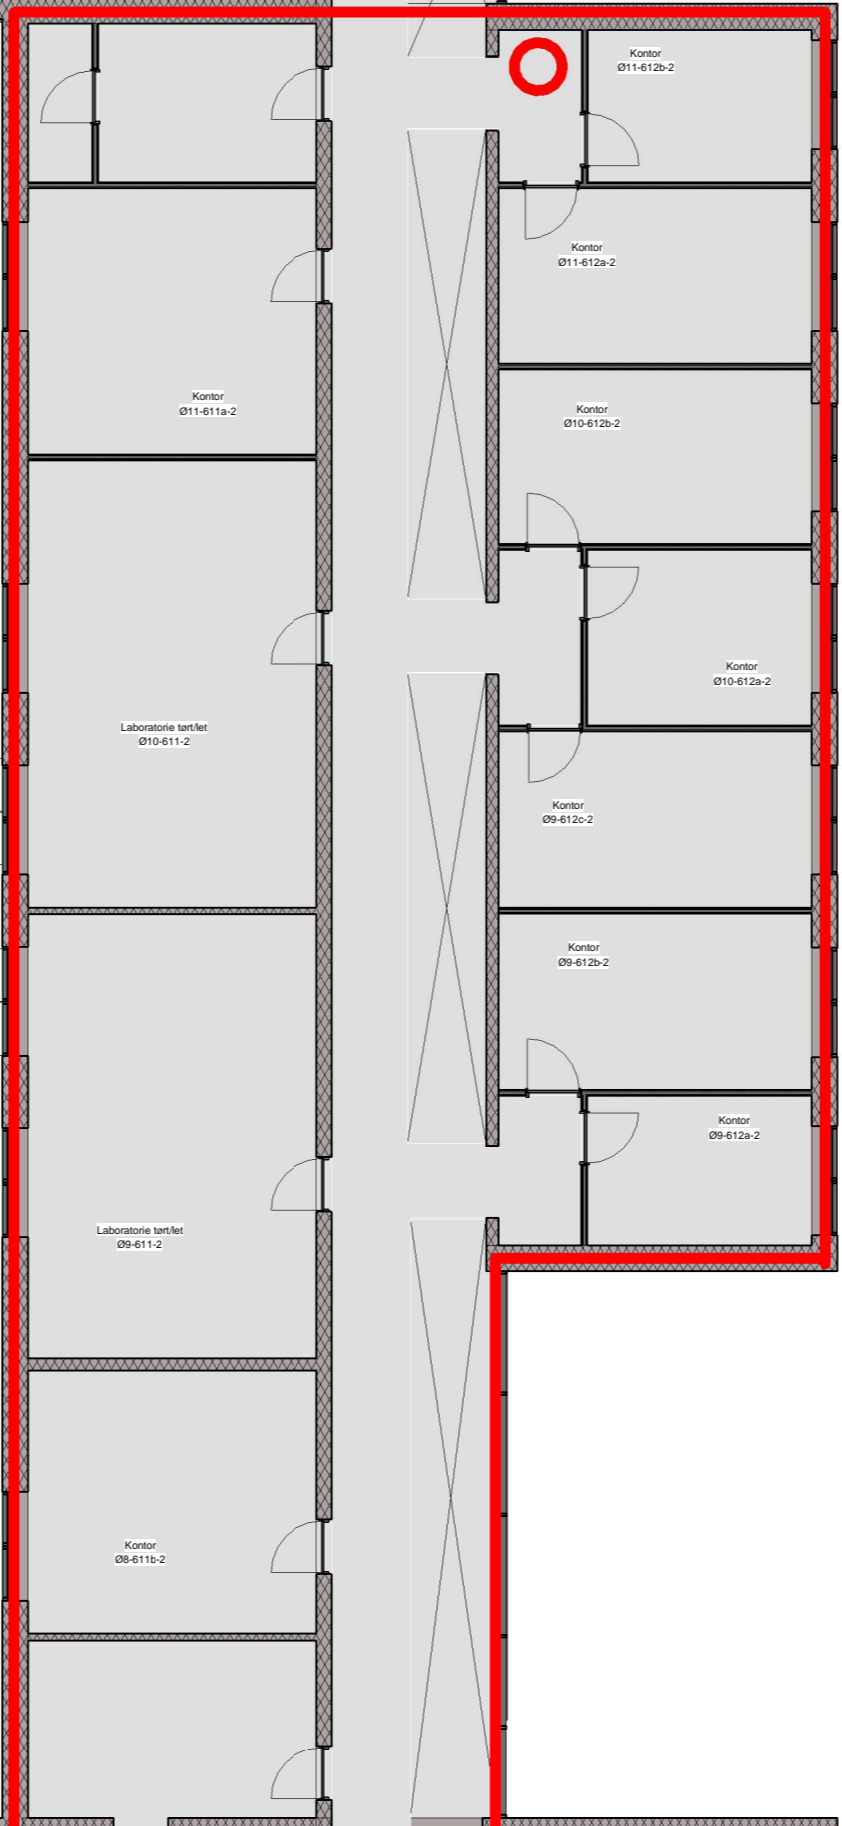 Kontor
Ø11-612b-2
Kontor
Ø11-612a-2
Kontor
Ø11-611a-2
Kontor
Ø10-612b-2
Kontor
Ø10-612a-2
Laboratorie tørt/let
Ø10-611-2
Kontor
Ø9-612c-2
Kontor
Ø9-612b-2
Kontor
Ø9-612a-2
Laboratorie tørt/let
Ø9-611-2
Kontor
Ø8-611b-2